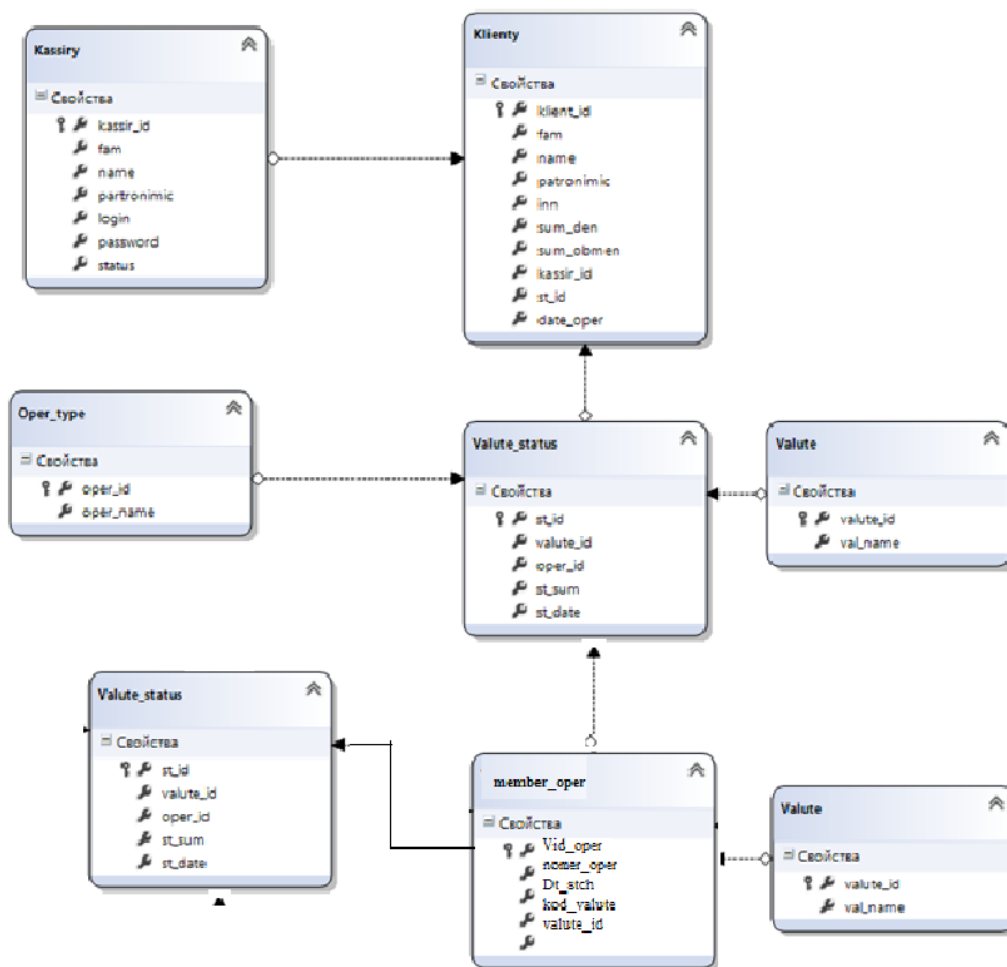 Kassiry
Свойства
kassir_id
fam
name
partronimic
login
password
status
Klienty
Свойства
klient_id
fam
name
patronimic
inn
sum_den
sum_obmen
kassir_id
st_id
date_oper
Oper_type
Свойства
oper_id
oper_name
Valute_status
Свойства
st_id
valute_id
oper_id
st_sum
st_date
Valute
Свойства
valute_id
val_name
Valute_status
Свойства
st_id
valute_id
oper_id
st_sum
st_date
member_oper
Свойства
Vid_oper
nomer_oper
Dt_stch
kod_valute
valute_id
Valute
Свойства
valute_id
val_name